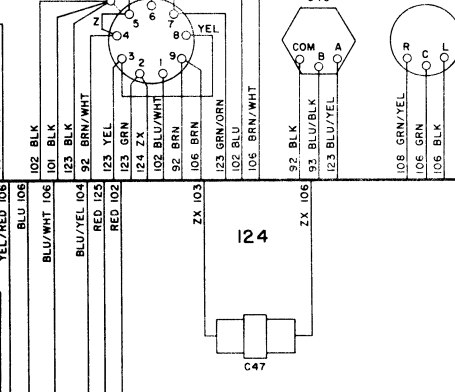 Z
5
6
7
4
8
YEL
3
2
1
9
COM
B
A
R
C
L
102 BLK
101 BLK
123 BLK
92 BRN/WHT
123 YEL
123 GRN
124 ZX
102 BLU/WHT
92 BRN
106 BRN
123 GRN/ORN
102 BLU
106 BRN/WHT
92 BLK
93 BLU/BLK
123 BLU/YEL
108 GRN/YEL
106 GRN
106 BLK
YEL/RED 106
BLU 106
BLU/WHT 106
BLU/YEL 104
RED 125
RED 102
ZX 103
ZX 106
124
C47